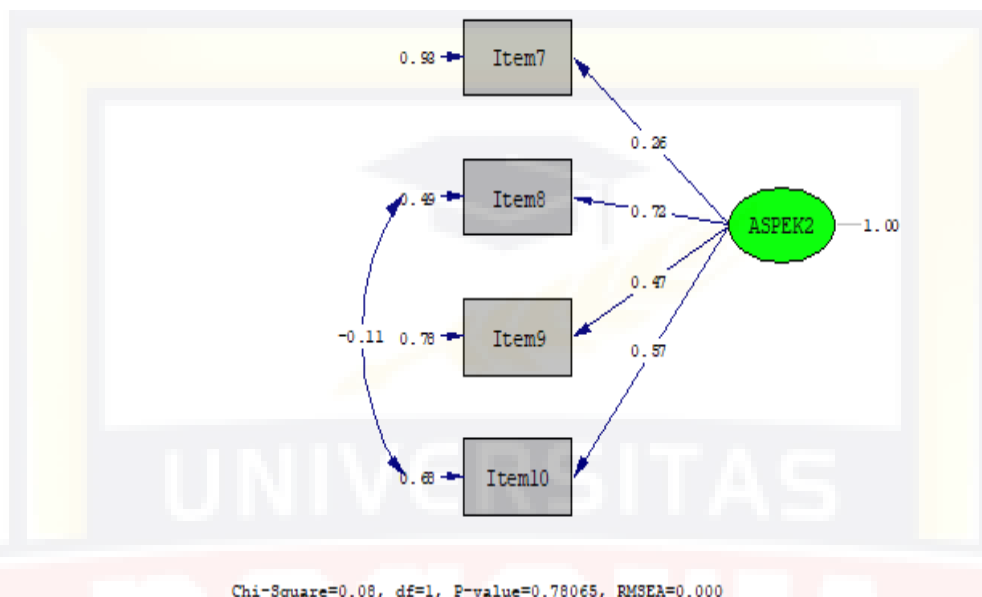 0.93 Item7
0.26
0.49 Item8
0.72
ASPEK2 1.00
0.47
-0.11 0.78 Item9
0.57
0.68 Item10
UNIVERSITAS
Chi-Square=0.08, df=1, P-value=0.78065, RMSEA=0.000